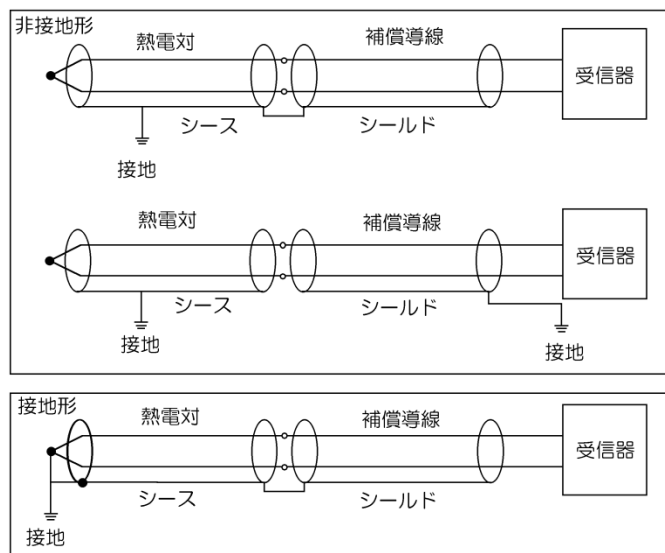 非接地形
熱電対
補償導線
受信器
シース
シールド
接地
熱電対
補償導線
受信器
シース
シールド
接地
接地
接地形
熱電対
補償導線
受信器
シース
シールド
接地